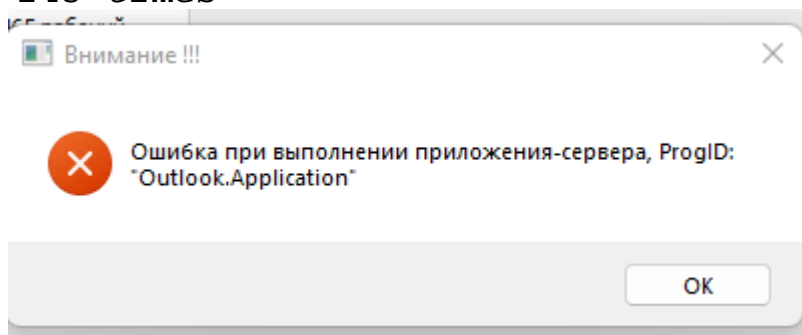 Внимание !!!
Ошибка при выполнении приложения-сервера, ProgID:
"Outlook.Application"
OK